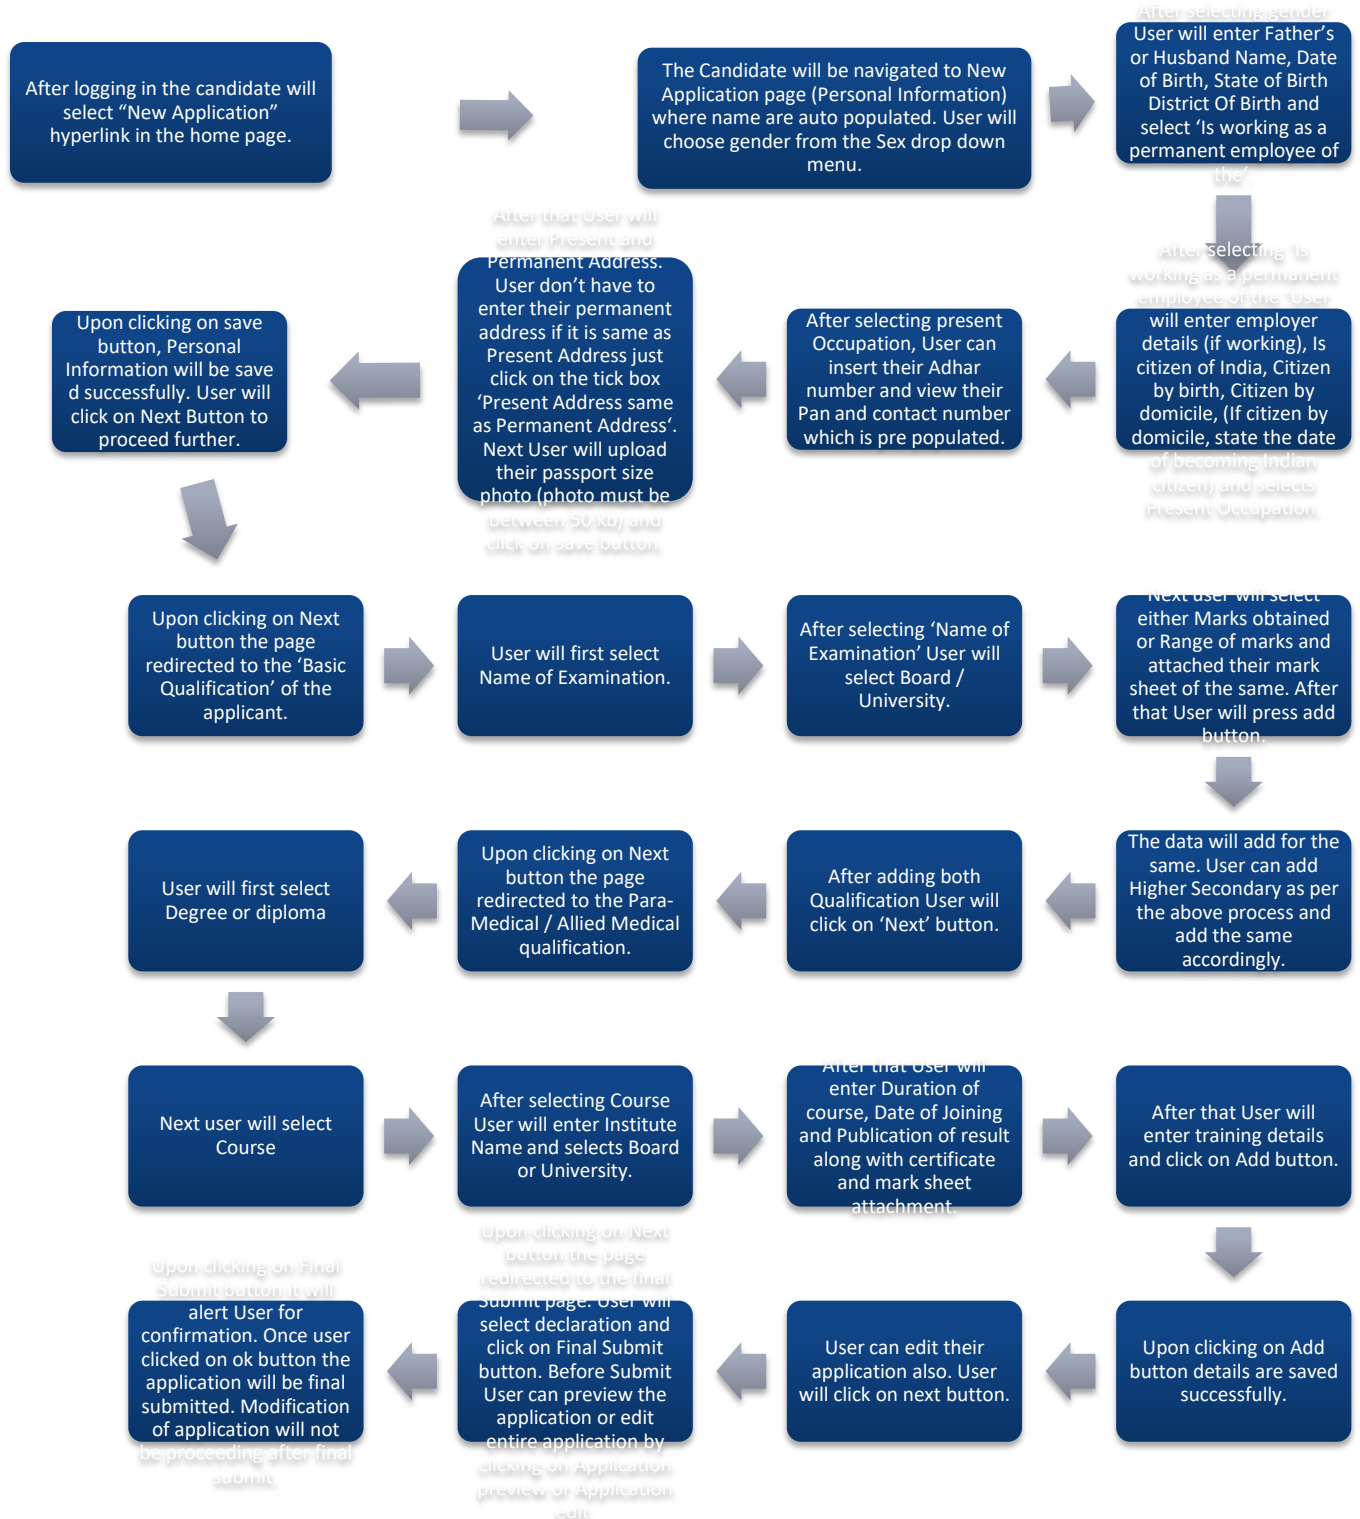 After logging in the candidate will
select “New Application”
hyperlink in the home page.
The Candidate will be navigated to New
Application page (Personal Information)
where name are auto populated. User will
choose gender from the Sex drop down
menu.
After selecting gender
User will enter Father’s
or Husband Name, Date
of Birth, State of Birth
District Of Birth and
select ‘Is working as a
permanent employee of
the’.
After selecting ‘Is
working as a permanent
employee of the ‘User
will enter employer
details (if working), Is
citizen of India, Citizen
by birth, Citizen by
domicile, (If citizen by
domicile, state the date
of becoming Indian
citizen) and selects
Present Occupation.
After selecting present
Occupation, User can
insert their Adhar
number and view their
Pan and contact number
which is pre populated.
After that User will
enter Present and
Permanent Address.
User don’t have to
enter their permanent
address if it is same as
Present Address just
click on the tick box
‘Present Address same
as Permanent Address‘.
Next User will upload
their passport size
photo (photo must be
between 50 kb) and
click on save button.
Upon clicking on save
button, Personal
Information will be save
d successfully. User will
click on Next Button to
proceed further.
Upon clicking on Next
button the page
redirected to the ‘Basic
Qualification’ of the
applicant.
User will first select
Name of Examination.
After selecting ‘Name of
Examination’ User will
select Board /
University.
Next user will select
either Marks obtained
or Range of marks and
attached their mark
sheet of the same. After
that User will press add
button.
The data will add for the
same. User can add
Higher Secondary as per
the above process and
add the same
accordingly.
After adding both
Qualification User will
click on ‘Next’ button.
Upon clicking on Next
button the page
redirected to the Para-
Medical / Allied Medical
qualification.
User will first select
Degree or diploma
Next user will select
Course
After selecting Course
User will enter Institute
Name and selects Board
or University.
After that User will
enter Duration of
course, Date of Joining
and Publication of result
along with certificate
and mark sheet
attachment.
After that User will
enter training details
and click on Add button.
Upon clicking on Add
button details are saved
successfully.
User can edit their
application also. User
will click on next button.
Upon clicking on Next
button the page
redirected to the final
Submit page. User will
select declaration and
click on Final Submit
button. Before Submit
User can preview the
application or edit
entire application by
clicking on Application
preview or Application
edit
Upon clicking on Final
Submit button it will
alert User for
confirmation. Once user
clicked on ok button the
application will be final
submitted. Modification
of application will not
be proceeding after final
submit.